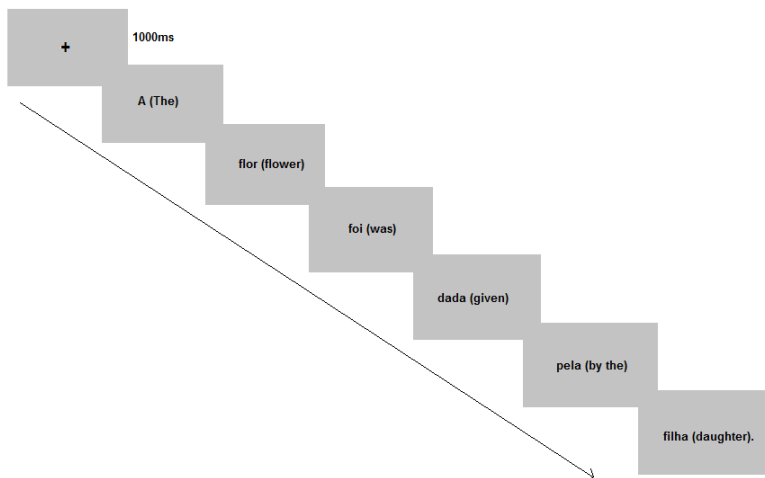 +
1000ms
A (The)
flor (flower)
foi (was)
dada (given)
pela (by the)
filha (daughter).